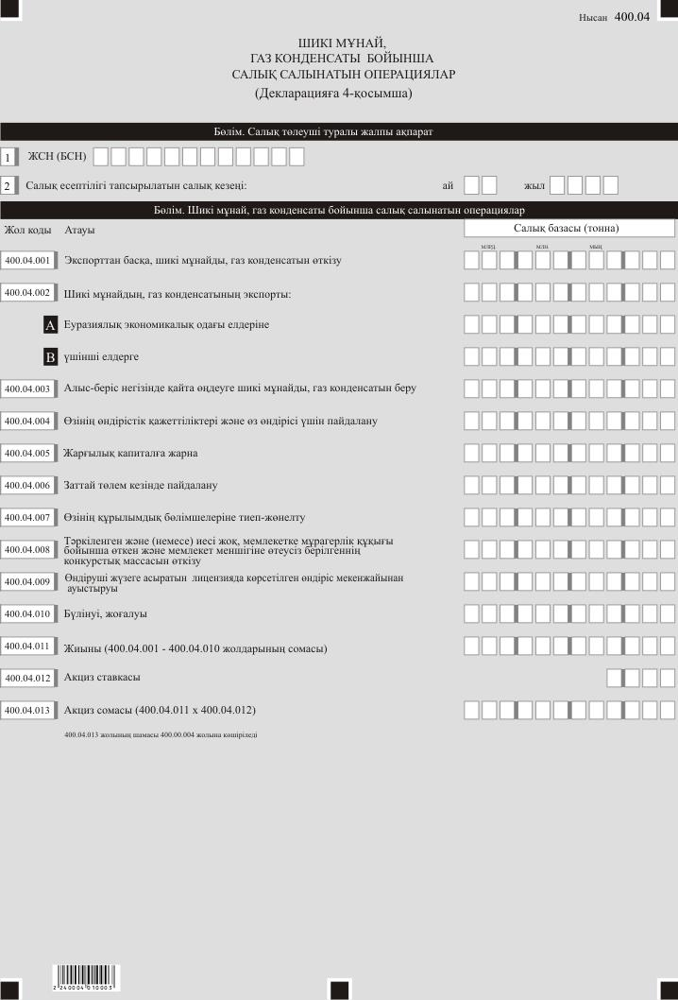 Нысан 400.04
ШИКІ МҰНАЙ,
ГАЗ КОНДЕНСАТЫ БОЙЫНША
САЛЫҚ САЛЫНАТЫН ОПЕРАЦИЯЛАР
(Декларацияға 4-қосымша)
Бөлім. Салық төлеуші туралы жалпы ақпарат
1 ЖСН (БСН)
2 Салық есептілігі тапсырылатын салық кезеңі: ай жыл
Бөлім. Шикі мұнай, газ конденсаты бойынша салық салынатын операциялар
Жол коды Атауы Салық базасы (тонна)
млрд. млн. мың
400.04.001 Экспорттан басқа, шикі мұнайды, газ конденсатын өткізу
400.04.002 Шикі мұнайдың, газ конденсатының экспорты:
A Еуразиялық экономикалық одағы елдеріне
B үшінші елдерге
400.04.003 Алыс-беріс негізінде қайта өңдеуге шикі мұнайды, газ конденсатын беру
400.04.004 Өзінің өндірістік қажеттіліктері және өз өндірісі үшін пайдалану
400.04.005 Жарғылық капиталға жарна
400.04.006 Заттай төлем кезінде пайдалану
400.04.007 Өзінің құрылымдық бөлімшелеріне тиеп-жөнелту
400.04.008 Тәркіленген және (немесе) иесі жоқ, мемлекетке мұрагерлік құқығы
бойынша өткен және мемлекет меншігіне өтеусіз берілгеннің
конкурстық массасын өткізу
400.04.009 Өндіруші жүзеге асыратын лицензияда көрсетілген өндіріс мекенжайынан
ауыстыруы
400.04.010 Бүлінуі, жоғалуы
400.04.011 Жиыны (400.04.001 - 400.04.010 жолдарының сомасы)
400.04.012 Акциз ставкасы
400.04.013 Акциз сомасы (400.04.011 x 400.04.012)
400.04.013 жолының шамасы 400.00.004 жолына көшіріледі
2240004010003